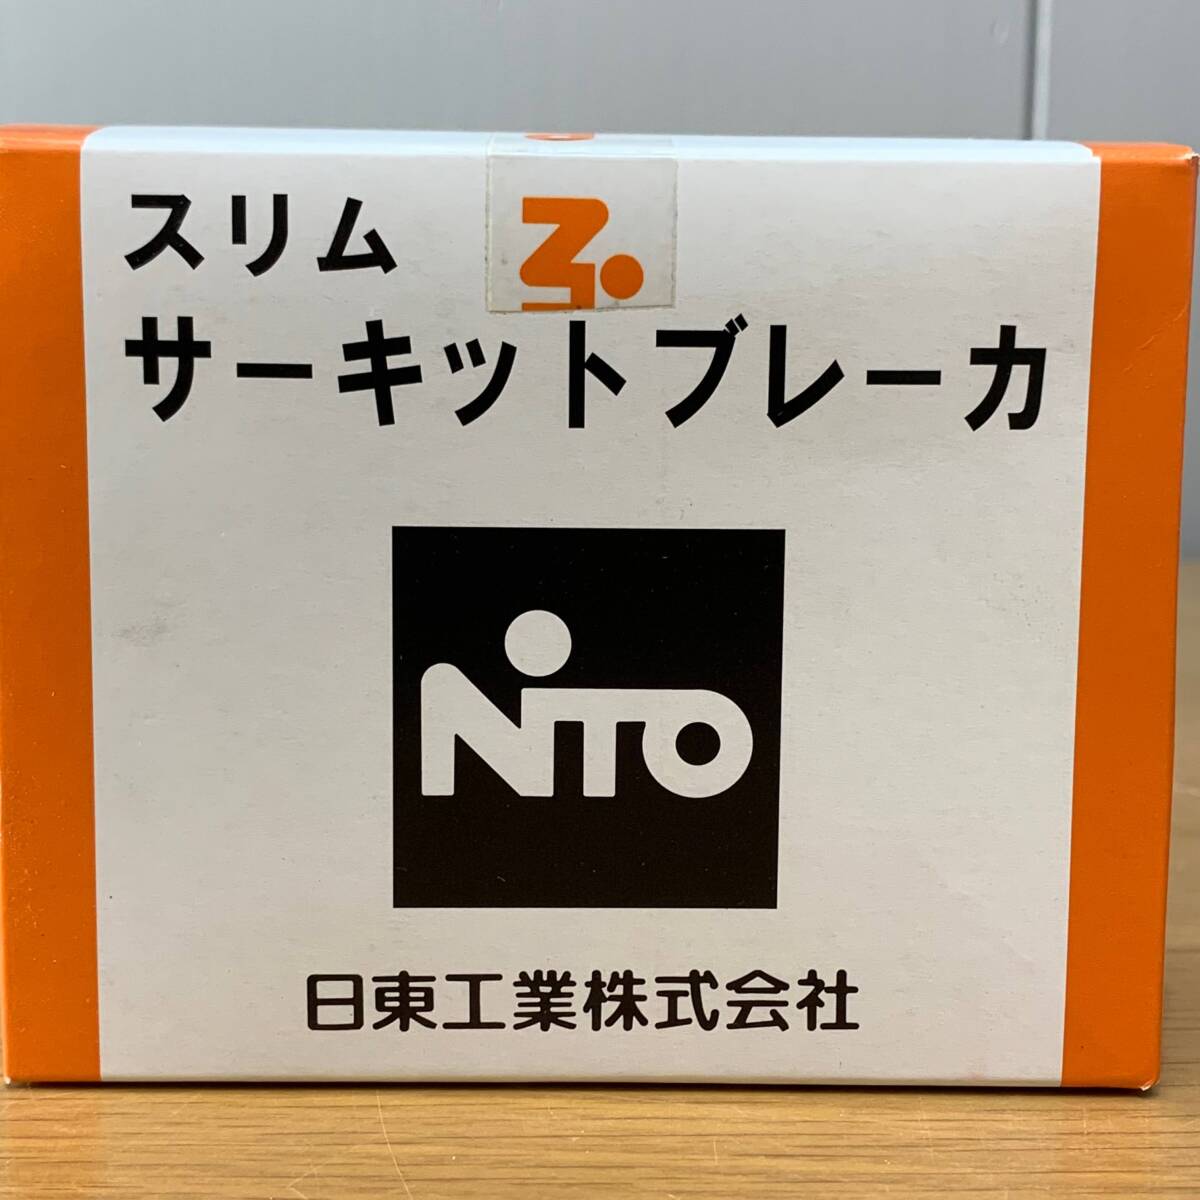 スリム
サーキットブレーカ
NiTO
日東工業株式会社